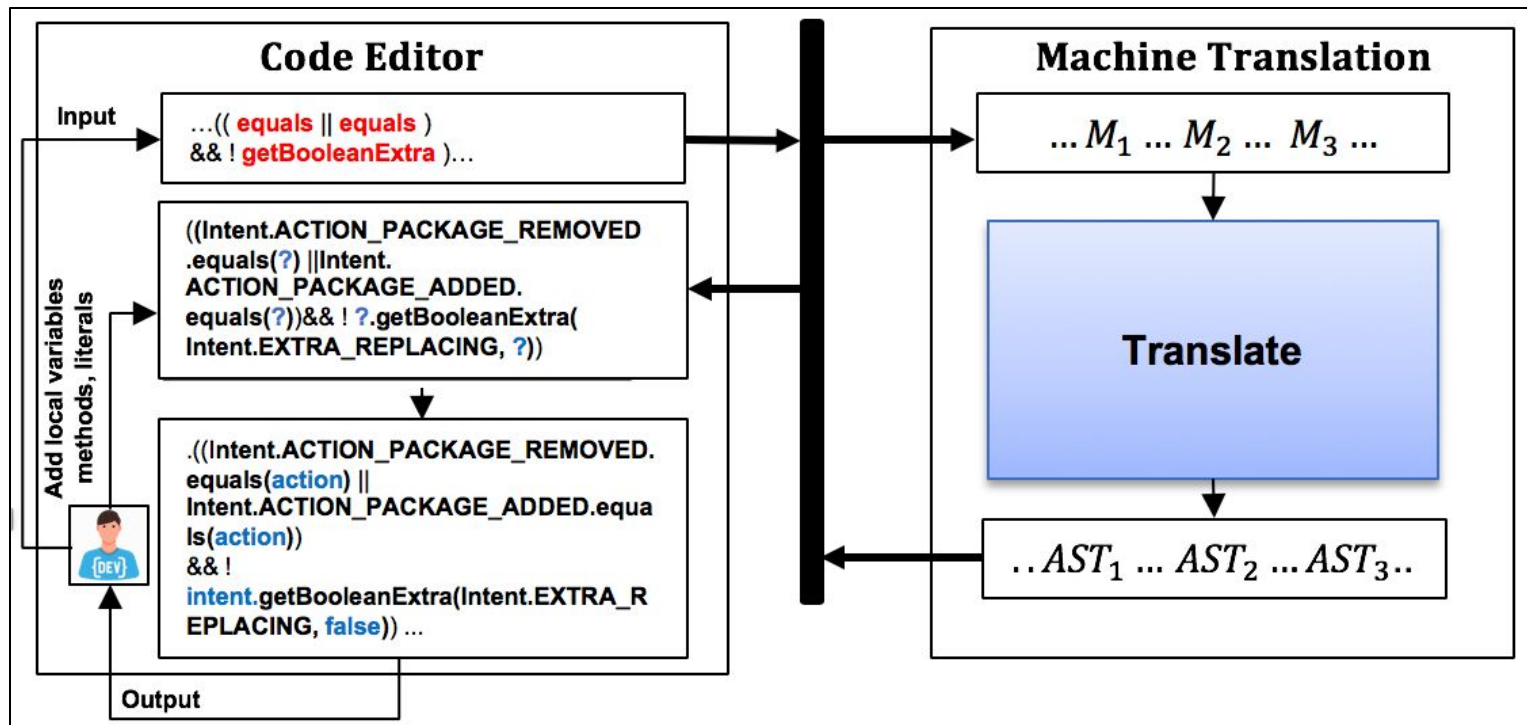 Code Editor
Input
…(( equals || equals )
&& ! getBooleanExtra )…
((Intent.ACTION_PACKAGE_REMOVED
.equals(?) ||Intent.
ACTION_PACKAGE_ADDED.
equals(?))&& ! ?.getBooleanExtra(
Intent.EXTRA_REPLACING, ?))
Add local variables
methods, literals
.((Intent.ACTION_PACKAGE_REMOVED.
equals(action) ||
Intent.ACTION_PACKAGE_ADDED.equa
ls(action))
&& !
intent.getBooleanExtra(Intent.EXTRA_R
EPLACING, false)) ...
{DEV}
Output
Machine Translation
... M₁ ... M₂ ... M₃ ...
Translate
. . AST₁ ... AST₂ ... AST₃ . .